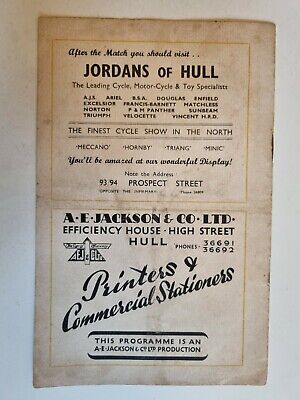 After the Match you should visit . .
JORDANS OF HULL
The Leading Cycle, Motor-Cycle & Toy Specialists
A.J.S. ARIEL B.S.A. DOUGLAS ENFIELD
EXCELSIOR FRANCIS-BARNETT MATCHLESS
NORTON P & M PANTHER SUNBEAM
TRIUMPH VELOCETTE VINCENT H.R.D.
THE FINEST CYCLE SHOW IN THE NORTH
'MECCANO' 'HORNBY' 'TRIANG' 'MINIC'
You'll be amazed at our wonderful Display!
Note the Address
93/94 PROSPECT STREET
(OPPOSITE THE INFIRMARY) 'Phone
A·E·JACKSON & CO·LTD·
EFFICIENCY HOUSE · HIGH STREET
HULL PHONES- 36691
36692
Printers &
Commercial Stationers
THIS PROGRAMME IS AN
A·E·JACKSON & Co LTD PRODUCTION